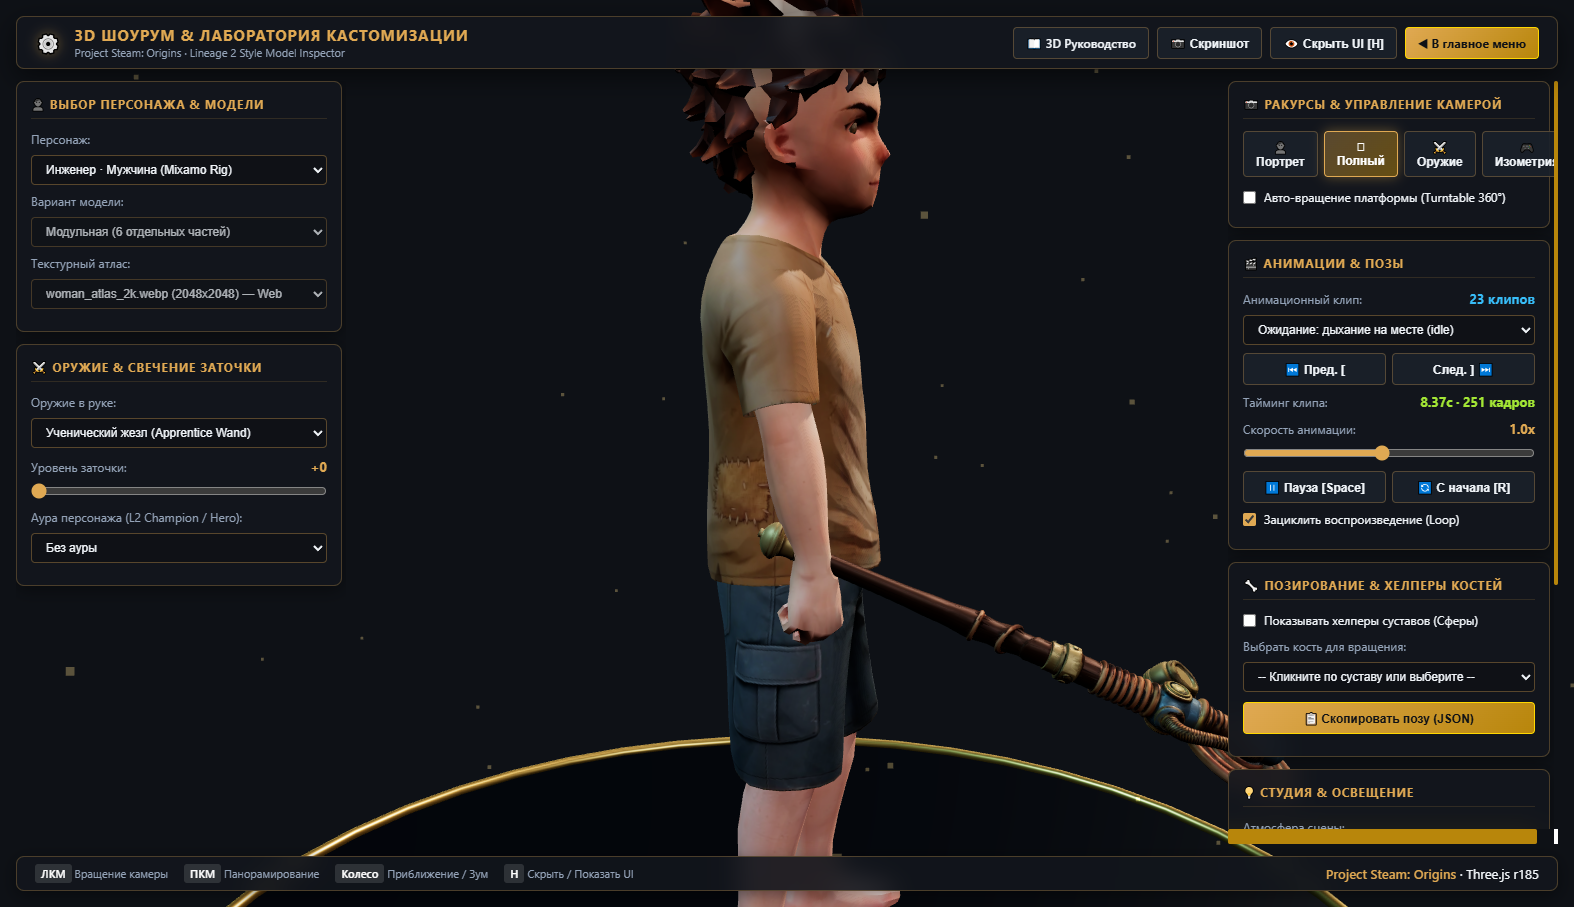 3D ШОУРУМ & ЛАБОРАТОРИЯ КАСТОМИЗАЦИИ
Project Steam: Origins · Lineage 2 Style Model Inspector
3D Руководство
Скриншот
Скрыть UI [H]
В главное меню
ВЫБОР ПЕРСОНАЖА & МОДЕЛИ
Персонаж:
Инженер · Мужчина (Mixamo Rig)
Вариант модели:
Модульная (6 отдельных частей)
Текстурный атлас:
woman_atlas_2k.webp (2048x2048) — Web
ОРУЖИЕ & СВЕЧЕНИЕ ЗАТОЧКИ
Оружие в руке:
Ученический жезл (Apprentice Wand)
Уровень заточки: +0
Аура персонажа (L2 Champion / Hero):
Без ауры
РАКУРСЫ & УПРАВЛЕНИЕ КАМЕРОЙ
Портрет
Полный
Оружие
Изометрия
Авто-вращение платформы (Turntable 360°)
АНИМАЦИИ & ПОЗЫ
Анимационный клип: 23 клипов
Ожидание: дыхание на месте (idle)
Пред. [
След. ]
Тайминг клипа: 8.37с · 251 кадров
Скорость анимации: 1.0x
Пауза [Space]
С начала [R]
Зациклить воспроизведение (Loop)
ПОЗИРОВАНИЕ & ХЕЛПЕРЫ КОСТЕЙ
Показывать хелперы суставов (Сферы)
Выбрать кость для вращения:
-- Кликните по суставу или выберите --
Скопировать позу (JSON)
СТУДИЯ & ОСВЕЩЕНИЕ
Атмосфера сцены:
ЛКМ Вращение камеры ПКМ Панорамирование Колесо Приближение / Зум H Скрыть / Показать UI
Project Steam: Origins · Three.js r185